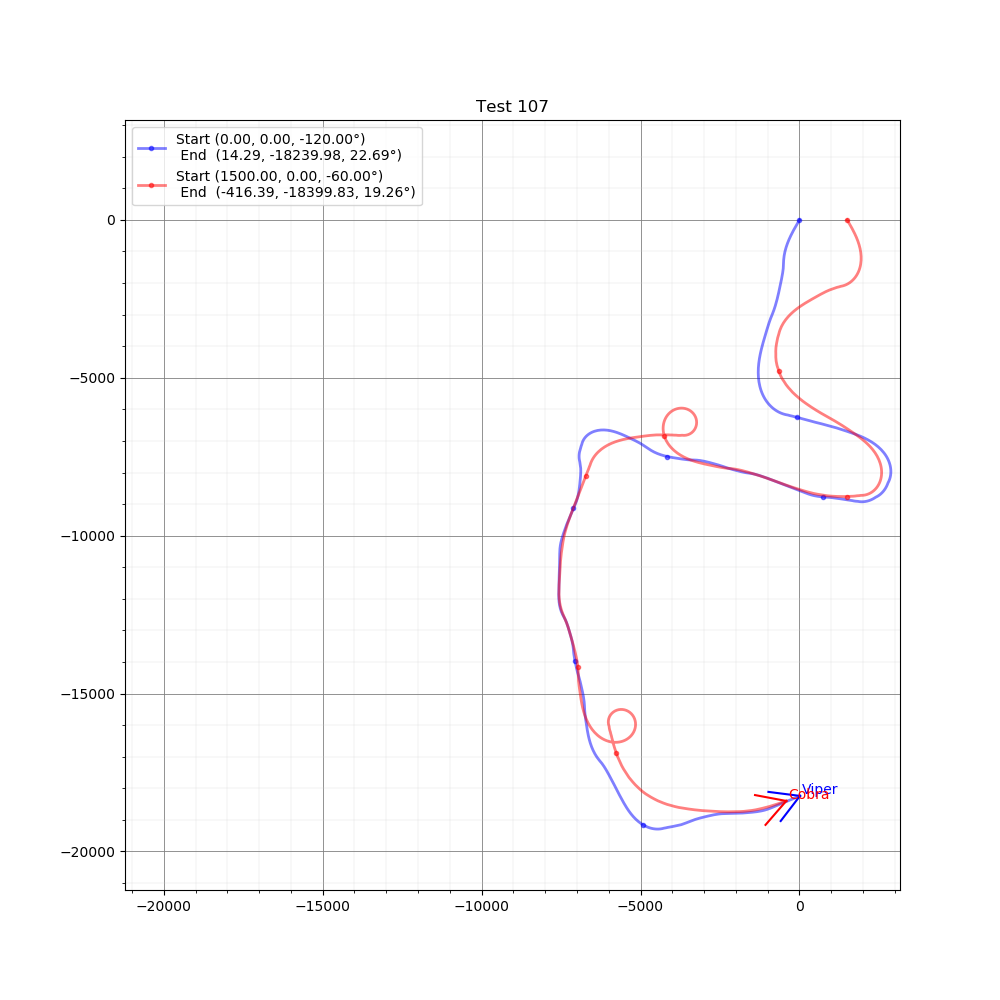 Test 107
Start (0.00, 0.00, -120.00°)
End (14.29, -18239.98, 22.69°)
Start (1500.00, 0.00, -60.00°)
End (-416.39, -18399.83, 19.26°)
0
−5000
−10000
−15000
−20000
Viper
Cobra
−20000 −15000 −10000 −5000 0